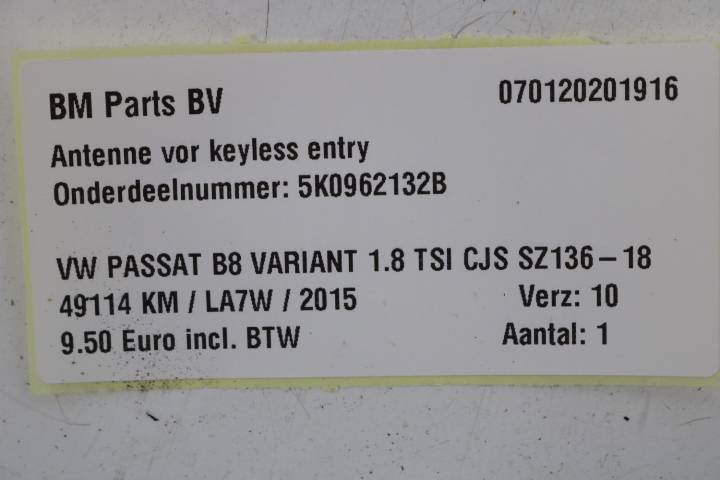 BM Parts BV 070120201916
Antenne vor keyless entry
Onderdeelnummer: 5K0962132B
VW PASSAT B8 VARIANT 1.8 TSI CJS SZ136-18
49114 KM / LA7W / 2015 Verz: 10
9.50 Euro incl. BTW Aantal: 1